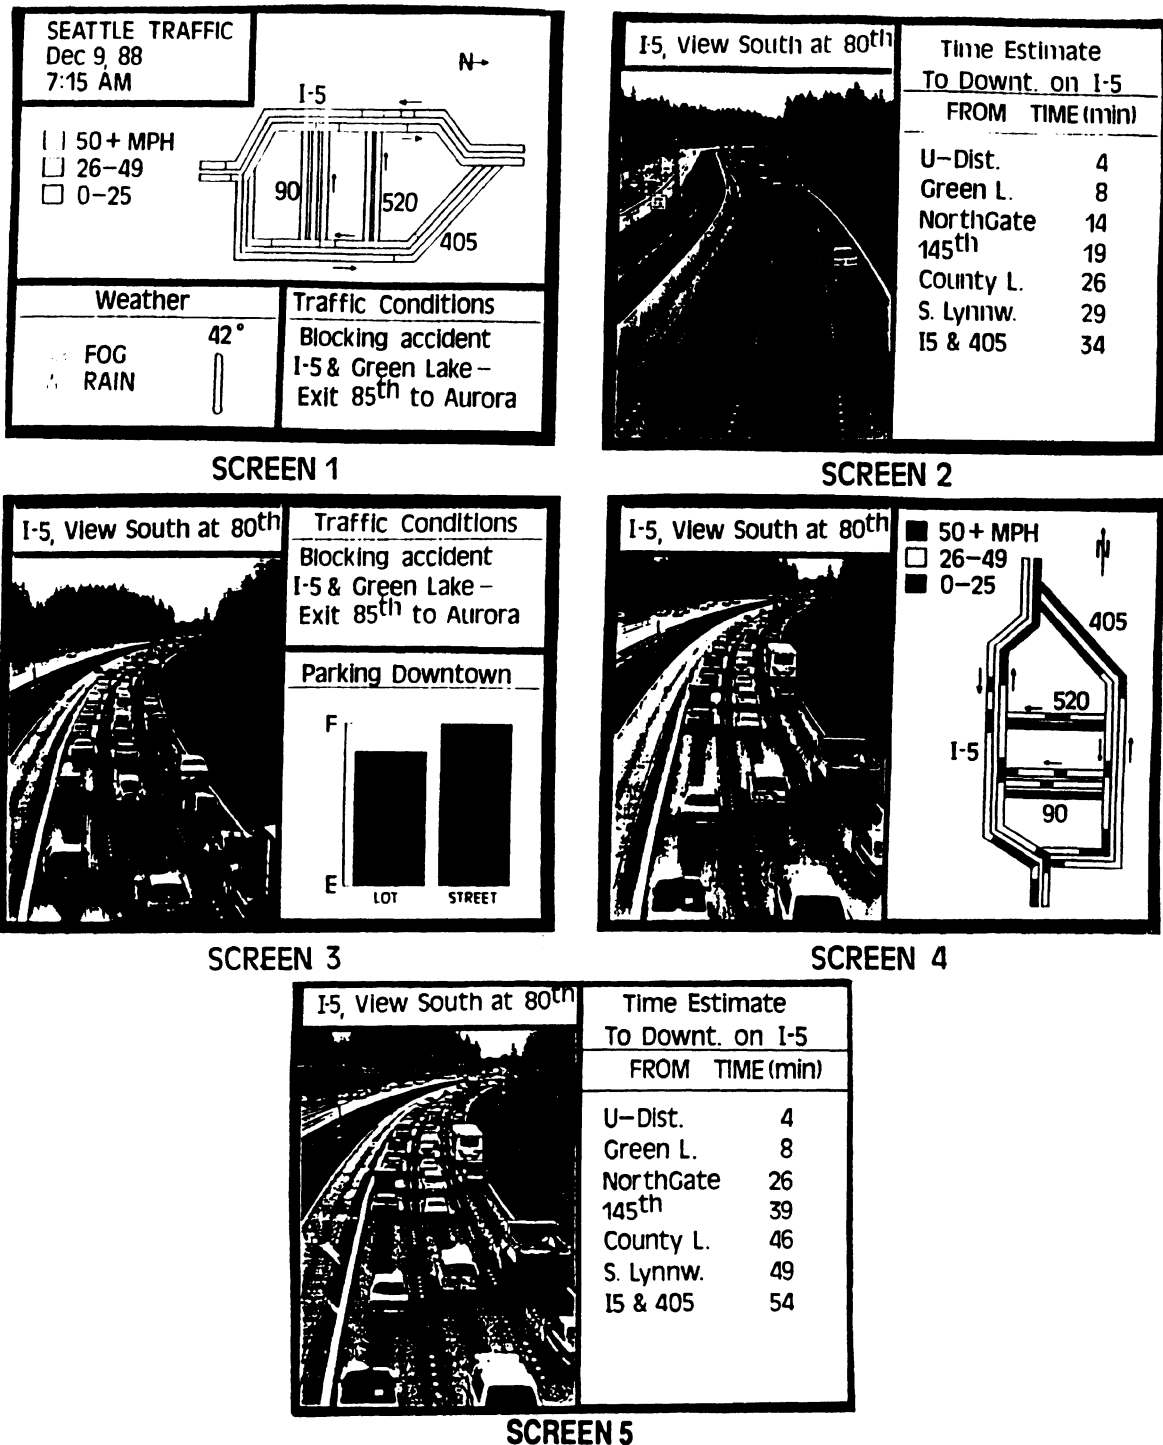 SEATTLE TRAFFIC
Dec 9, 88
7:15 AM
N
I-5
50+ MPH
26-49
0-25
90
520
405
Weather
42°
FOG
RAIN
Traffic Conditions
Blocking accident
I-5 & Green Lake-
Exit 85th to Aurora
SCREEN 1
I-5, View South at 80th
Time Estimate
To Downt. on I-5
FROM TIME (min)
U-Dist. 4
Green L. 8
NorthGate 14
145th 19
County L. 26
S. Lynnw. 29
I5 & 405 34
SCREEN 2
I-5, View South at 80th
Traffic Conditions
Blocking accident
I-5 & Green Lake-
Exit 85th to Aurora
Parking Downtown
F
E
LOT STREET
SCREEN 3
I-5, View South at 80th
50+ MPH
26-49
0-25
N
405
520
I-5
90
SCREEN 4
I-5, View South at 80th
Time Estimate
To Downt. on I-5
FROM TIME (min)
U-Dist. 4
Green L. 8
NorthGate 26
145th 39
County L. 46
S. Lynnw. 49
I5 & 405 54
SCREEN 5